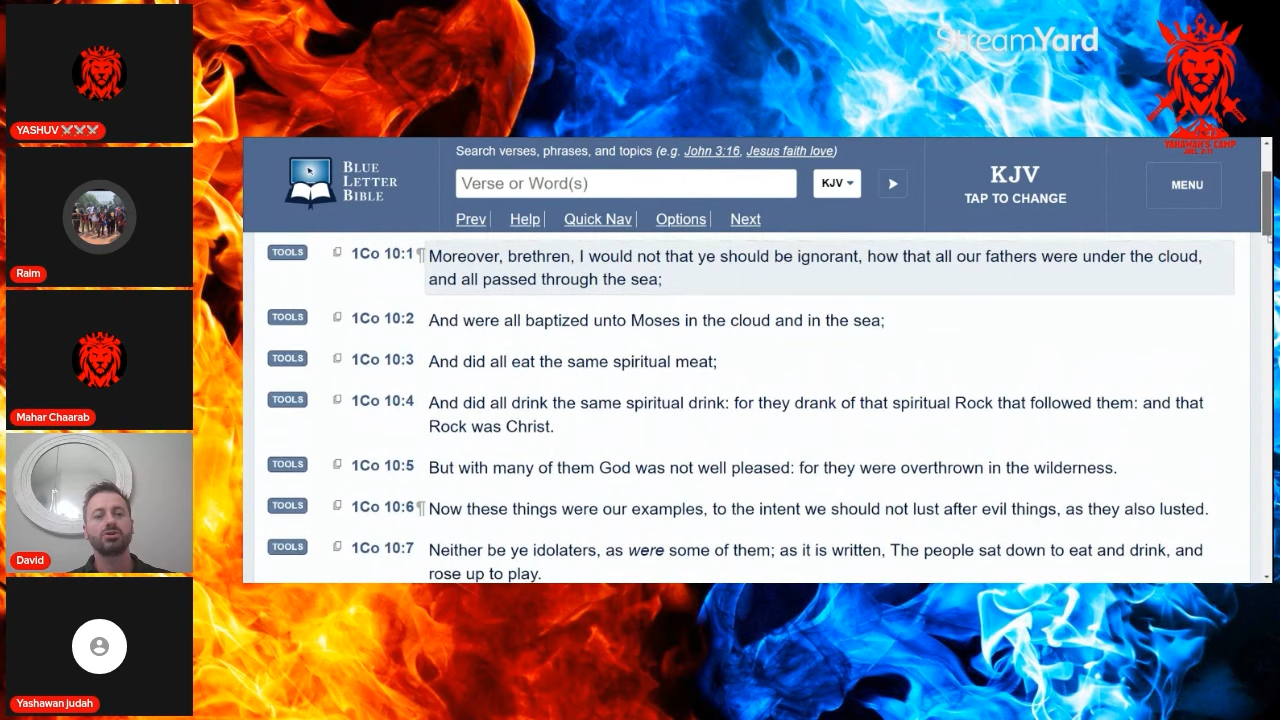 YASHUV ⚔⚔⚔
Raim
Mahar Chaarab
David
Yashawan judah
StreamYard
YAHAWAH'S CAMP
BLUE
LETTER
BIBLE
Search verses, phrases, and topics (e.g. John 3:16, Jesus faith love)
Verse or Word(s)
KJV
Prev | Help | Quick Nav | Options | Next
KJV
TAP TO CHANGE
MENU
TOOLS 1Co 10:1 ¶ Moreover, brethren, I would not that ye should be ignorant, how that all our fathers were under the cloud,
and all passed through the sea;
TOOLS 1Co 10:2 And were all baptized unto Moses in the cloud and in the sea;
TOOLS 1Co 10:3 And did all eat the same spiritual meat;
TOOLS 1Co 10:4 And did all drink the same spiritual drink: for they drank of that spiritual Rock that followed them: and that
Rock was Christ.
TOOLS 1Co 10:5 But with many of them God was not well pleased: for they were overthrown in the wilderness.
TOOLS 1Co 10:6 ¶ Now these things were our examples, to the intent we should not lust after evil things, as they also lusted.
TOOLS 1Co 10:7 Neither be ye idolaters, as were some of them; as it is written, The people sat down to eat and drink, and
rose up to play.